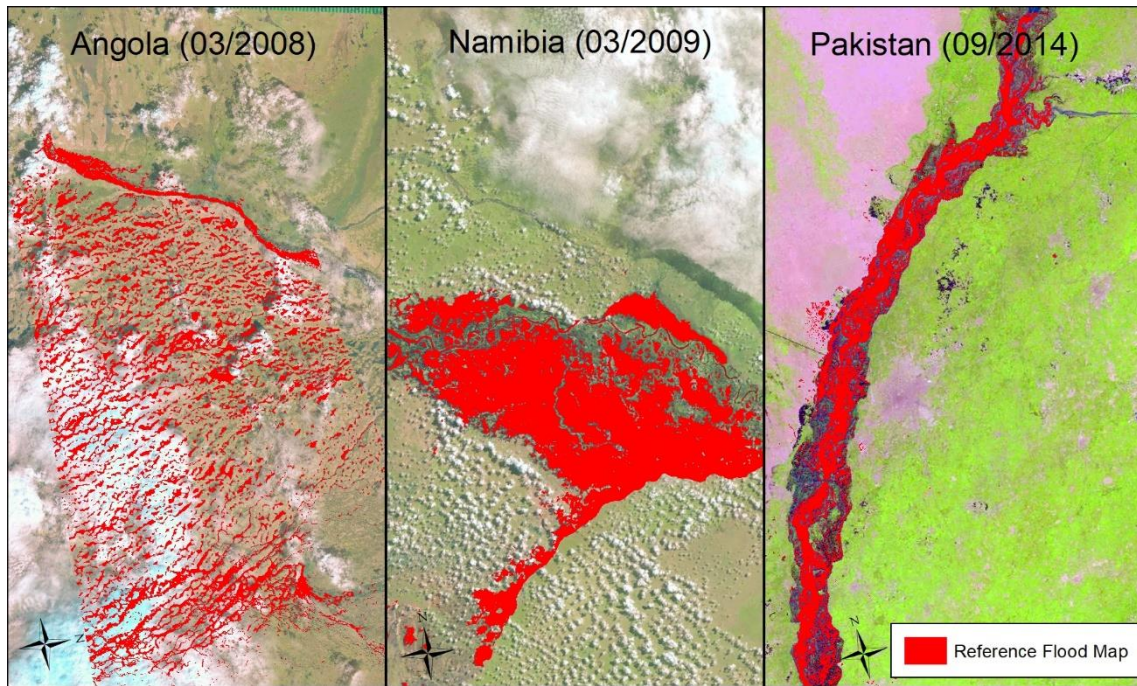 Angola (03/2008)
Namibia (03/2009)
Pakistan (09/2014)
N
N
N
Reference Flood Map